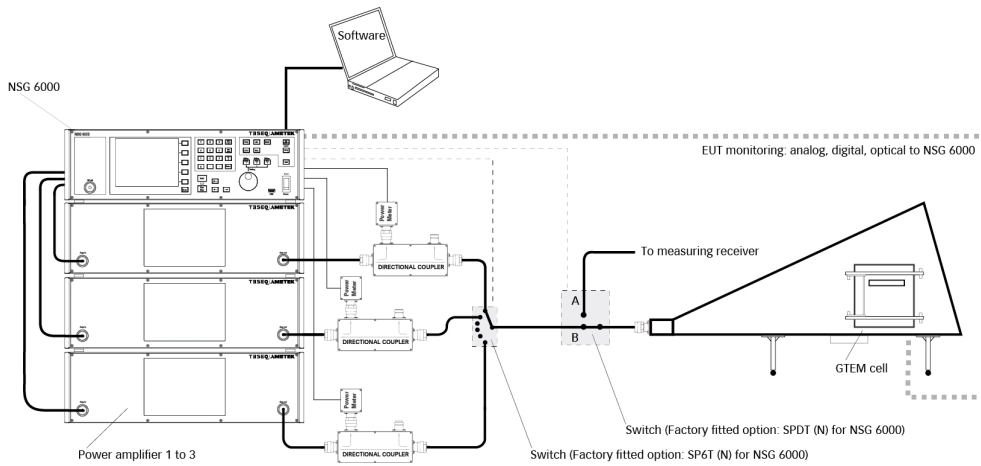 Software
NSG 6000
NSG 6000
TESEQ AMETEK
EUT monitoring: analog, digital, optical to NSG 6000
TESEQ AMETEK
Power Meter
DIRECTIONAL COUPLER
To measuring receiver
A
B
TESEQ AMETEK
Power Meter
DIRECTIONAL COUPLER
GTEM cell
TESEQ AMETEK
Power Meter
DIRECTIONAL COUPLER
Switch (Factory fitted option: SPDT (N) for NSG 6000)
Power amplifier 1 to 3
Switch (Factory fitted option: SP6T (N) for NSG 6000)